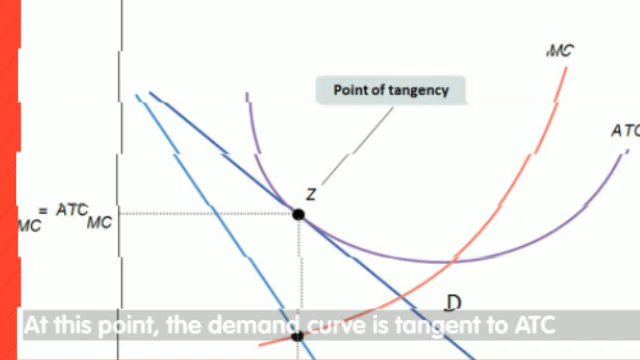 MC
Point of tangency
ATC
Z
MC = ATC MC
D
At this point, the demand curve is tangent to ATC